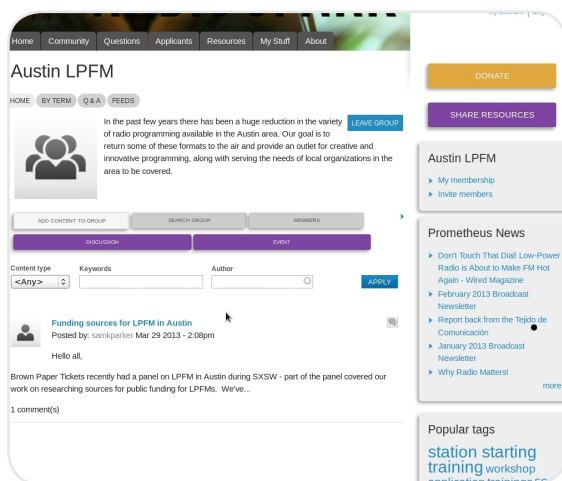 Home Community Questions Applicants Resources My Stuff About
Austin LPFM
HOME BY TERM Q & A FEEDS
In the past few years there has been a huge reduction in the variety
of radio programming available in the Austin area. Our goal is to
return some of these formats to the air and provide an outlet for creative and
innovative programming, along with serving the needs of local organizations in the
area to be covered.
LEAVE GROUP
ADD CONTENT TO GROUP SEARCH GROUP MEMBERS
DISCUSSION EVENT
Content type Keywords Author
<Any> APPLY
Funding sources for LPFM in Austin
Posted by: samkparker Mar 29 2013 - 2:08pm
Hello all,
Brown Paper Tickets recently had a panel on LPFM in Austin during SXSW - part of the panel covered our
work on researching sources for public funding for LPFMs. We've...
1 comment(s)
DONATE
SHARE RESOURCES
Austin LPFM
My membership
Invite members
Prometheus News
Don't Touch That Dial! Low-Power
Radio is About to Make FM Hot
Again - Wired Magazine
February 2013 Broadcast
Newsletter
Report back from the Tejido de
Comunicación
January 2013 Broadcast
Newsletter
Why Radio Matters!
more
Popular tags
station starting
training workshop